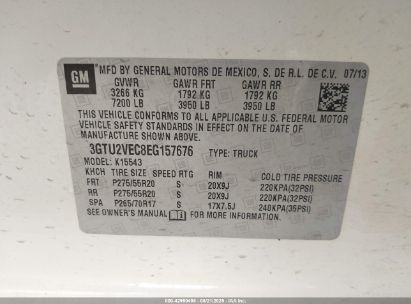 GM
MFD BY GENERAL MOTORS DE MEXICO, S. DE R.L. DE C.V. 07/13
GVWR GAWR FRT GAWR RR
3266 KG 1792 KG 1792 KG
7200 LB 3950 LB 3950 LB
THIS VEHICLE CONFORMS TO ALL APPLICABLE U.S. FEDERAL MOTOR
VEHICLE SAFETY AND THEFT PREVENTION STANDARDS IN
EFFECT ON THE DATE OF MANUFACTURE SHOWN ABOVE.
3GTU2VEC8EG157676 TYPE: TRUCK
MODEL: K15543
KHCH TIRE SIZE SPEED RTG RIM COLD TIRE PRESSURE
FRT P275/55R20 S 20X9J 220KPA(32PSI)
RR P275/55R20 S 20X9J 220KPA(32PSI)
SPA P265/70R17 S 17X7.5J 240KPA(35PSI)
SEE OWNER'S MANUAL FOR MORE INFORMATION.